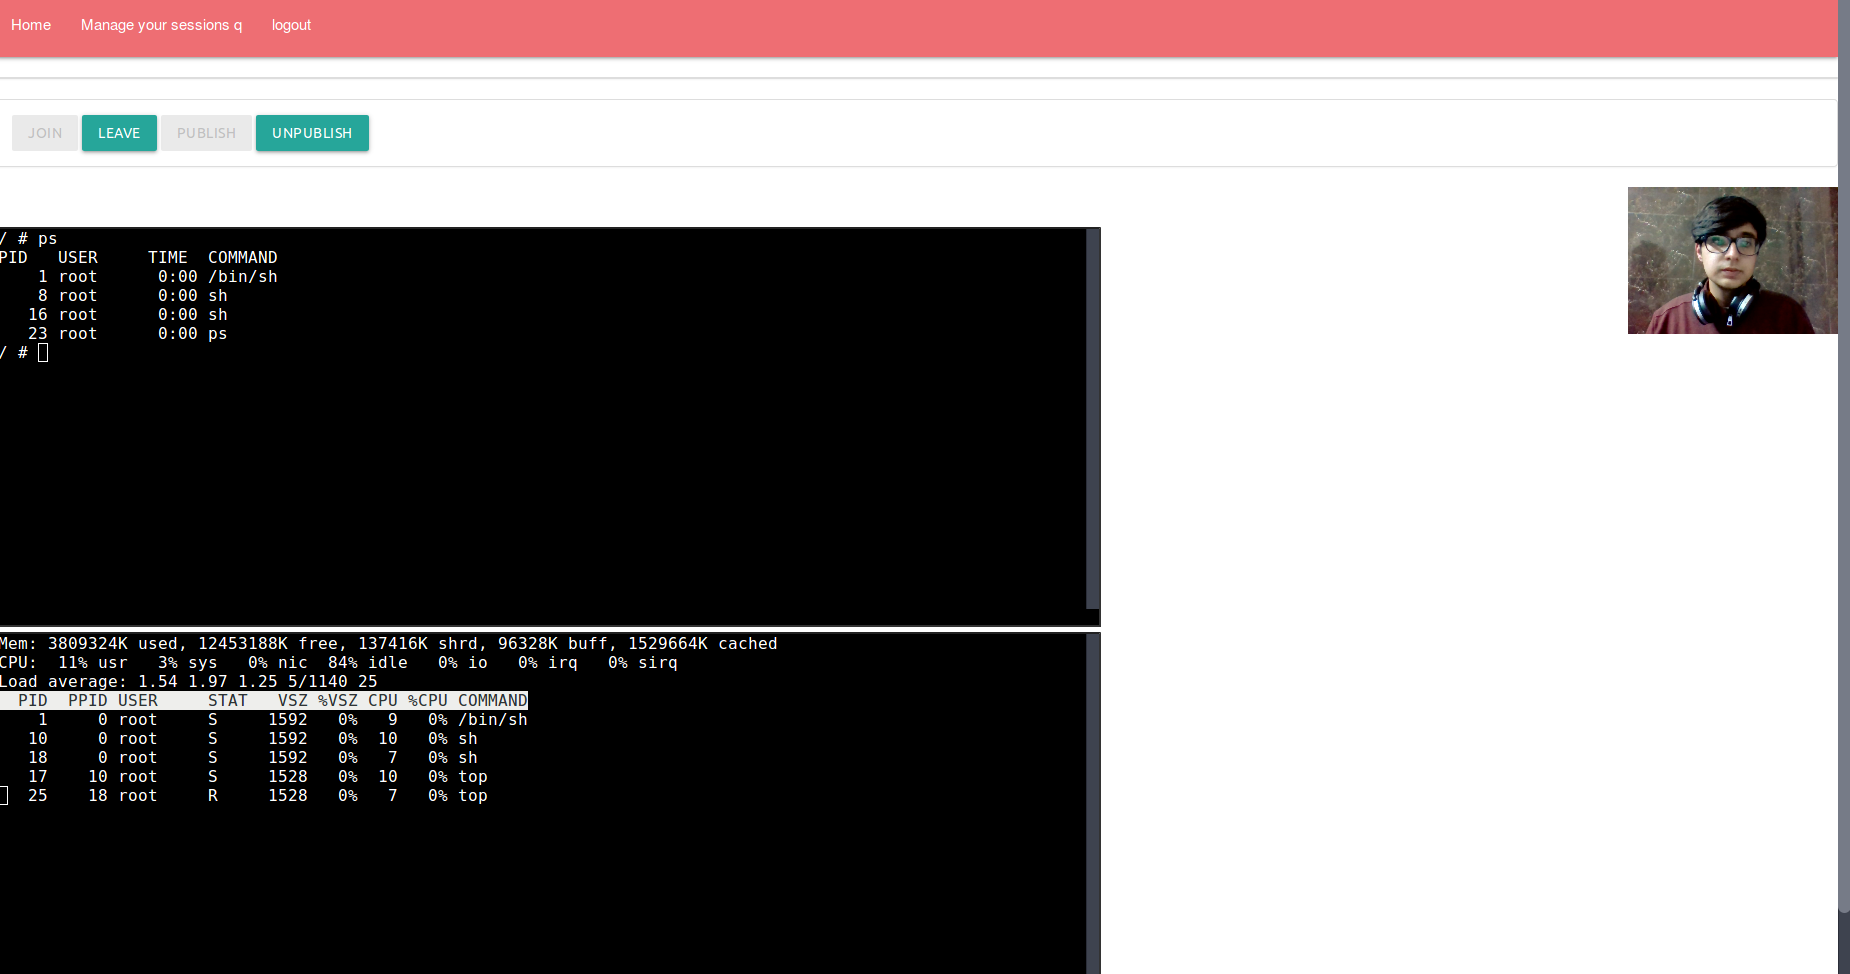 Home Manage your sessions q logout
JOIN LEAVE PUBLISH UNPUBLISH
/ # ps
PID   USER     TIME  COMMAND
    1 root      0:00 /bin/sh
    8 root      0:00 sh
   16 root      0:00 sh
   23 root      0:00 ps
/ #
Mem: 3809324K used, 12453188K free, 137416K shrd, 96328K buff, 1529664K cached
CPU:  11% usr   3% sys   0% nic  84% idle   0% io   0% irq   0% sirq
Load average: 1.54 1.97 1.25 5/1140 25
  PID  PPID USER     STAT   VSZ %VSZ CPU %CPU COMMAND
    1     0 root     S     1592   0%   9   0% /bin/sh
   10     0 root     S     1592   0%  10   0% sh
   18     0 root     S     1592   0%   7   0% sh
   17    10 root     S     1528   0%  10   0% top
   25    18 root     R     1528   0%   7   0% top